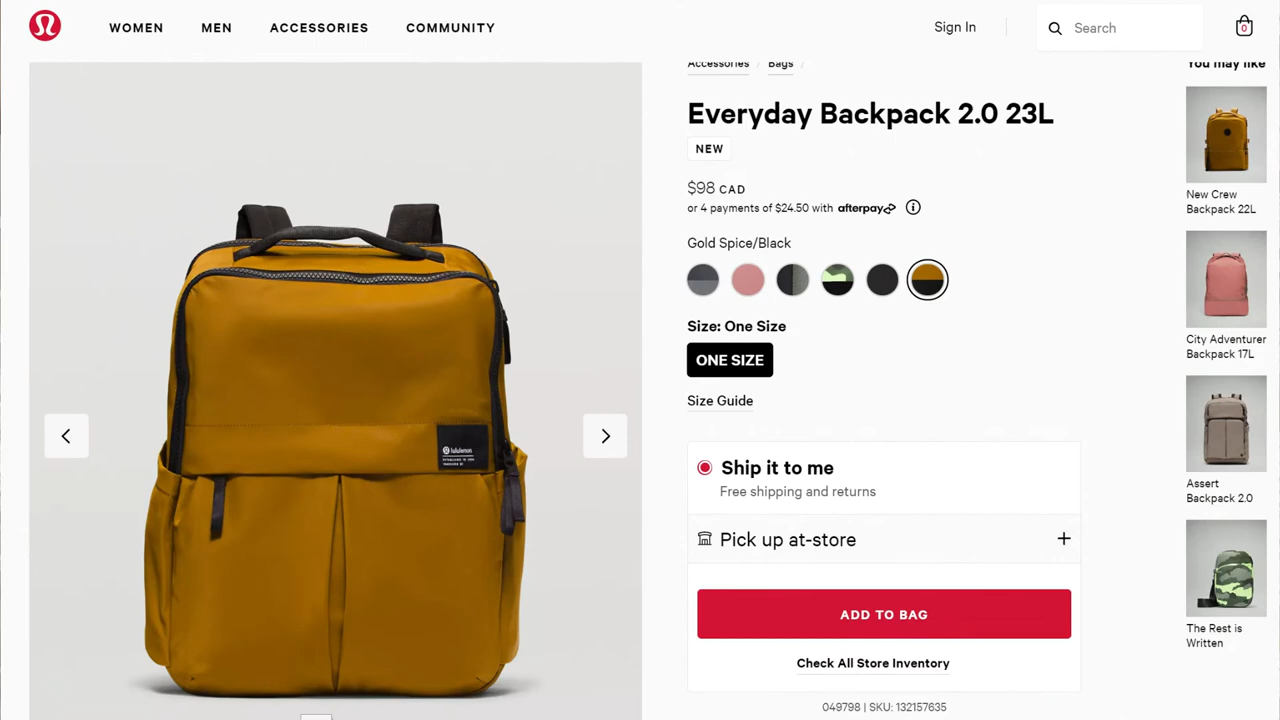 WOMEN MEN ACCESSORIES COMMUNITY
Sign In
Search
0
Accessories / Bags /
Everyday Backpack 2.0 23L
NEW
$98 CAD
or 4 payments of $24.50 with afterpay
Gold Spice/Black
Size: One Size
ONE SIZE
Size Guide
Ship it to me
Free shipping and returns
Pick up at-store
ADD TO BAG
Check All Store Inventory
049798 | SKU: 132157635
lululemon
You may like
New Crew
Backpack 22L
City Adventurer
Backpack 17L
Assert
Backpack 2.0
The Rest is
Written